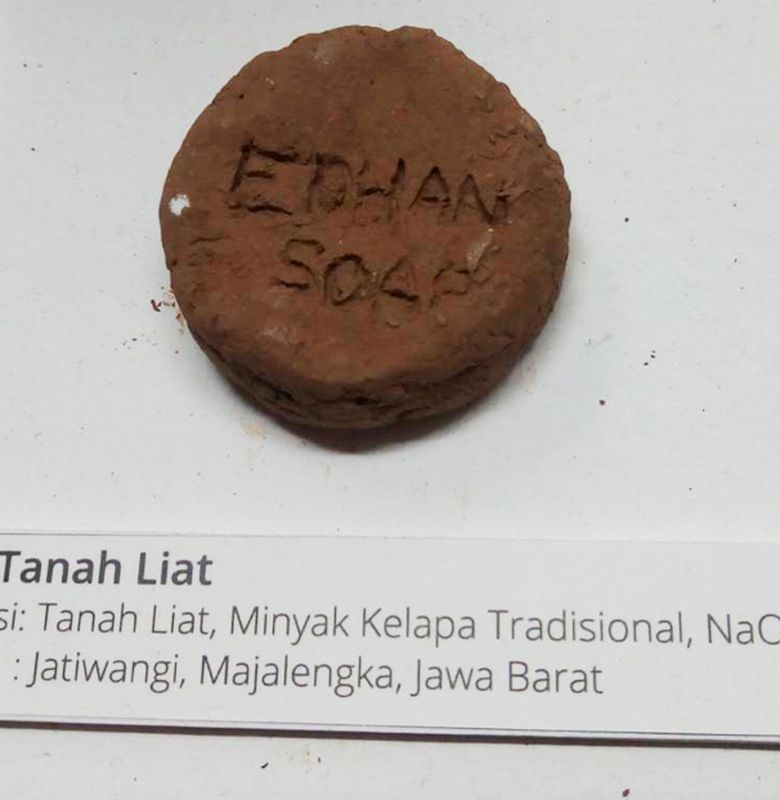 EDHAN
SOAP
Tanah Liat
si: Tanah Liat, Minyak Kelapa Tradisional, NaO
: Jatiwangi, Majalengka, Jawa Barat